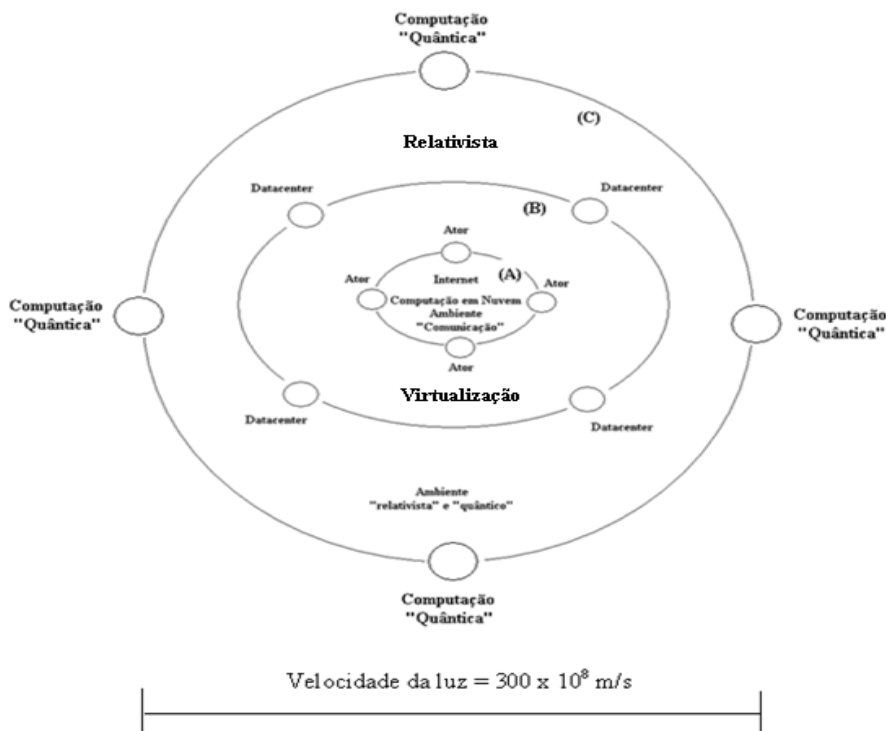 Computação
"Quântica"
(C)
Relativista
Datacenter
Datacenter
(B)
Ator
Ator
Internet
(A)
Ator
Computação em Nuvem
Ambiente
"Comunicação"
Ator
Computação
"Quântica"
Computação
"Quântica"
Virtualização
Datacenter
Datacenter
Ambiente
"relativista" e "quântico"
Computação
"Quântica"
Velocidade da luz = 300 x 10⁸ m/s